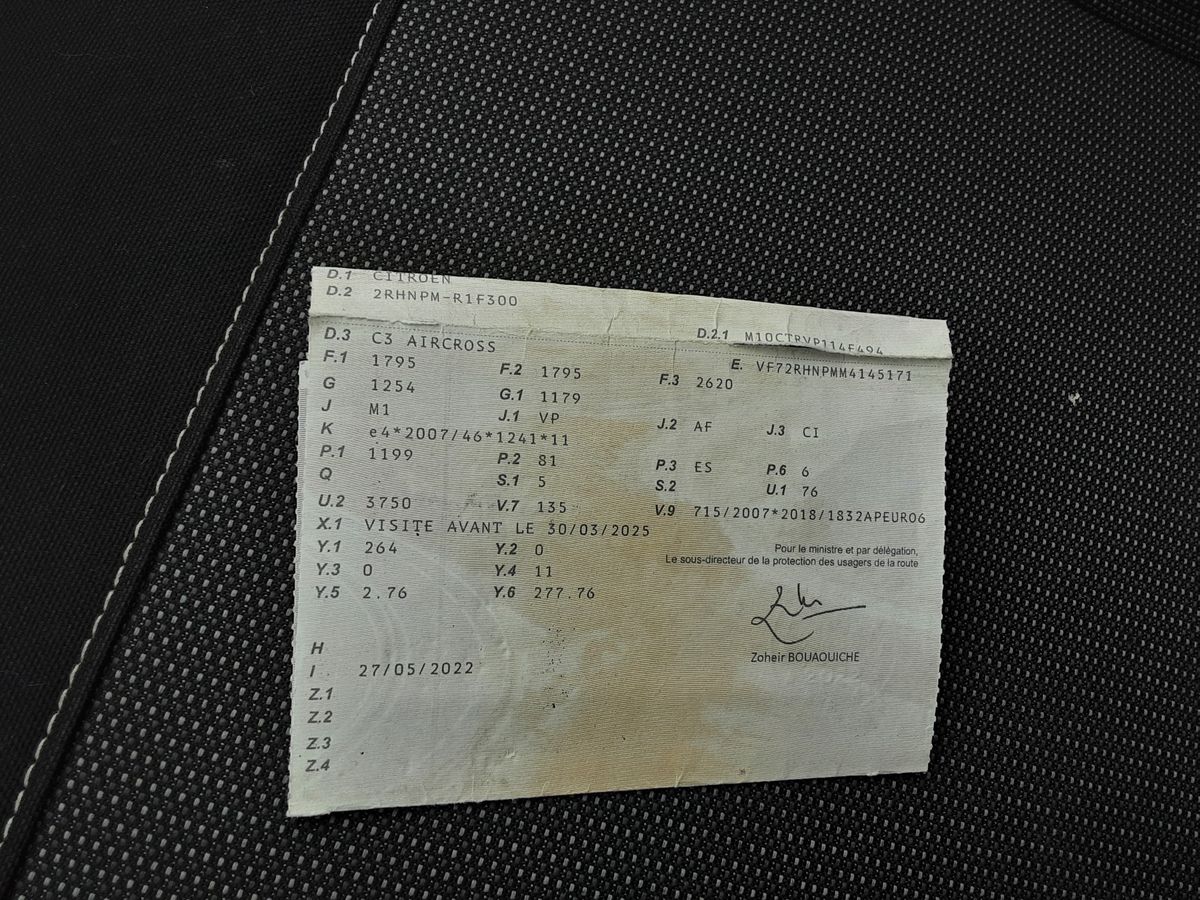 D.1 CITROEN
D.2 2RHNPM-R1F300
D.2.1 M10CTRVP114F494
D.3 C3 AIRCROSS
E. VF72RHNPMM4145171
F.1 1795 F.2 1795 F.3 2620
G 1254 G.1 1179
J M1 J.1 VP J.2 AF J.3 CI
K e4*2007/46*1241*11
P.1 1199 P.2 81 P.3 ES P.6 6
Q S.1 5 S.2 U.1 76
U.2 3750 V.7 135 V.9 715/2007*2018/1832APEURO6
X.1 VISITE AVANT LE 30/03/2025
Y.1 264 Y.2 0
Y.3 0 Y.4 11
Y.5 2.76 Y.6 277.76
Pour le ministre et par délégation,
Le sous-directeur de la protection des usagers de la route
Zoheir BOUAOUICHE
H
I 27/05/2022
Z.1
Z.2
Z.3
Z.4